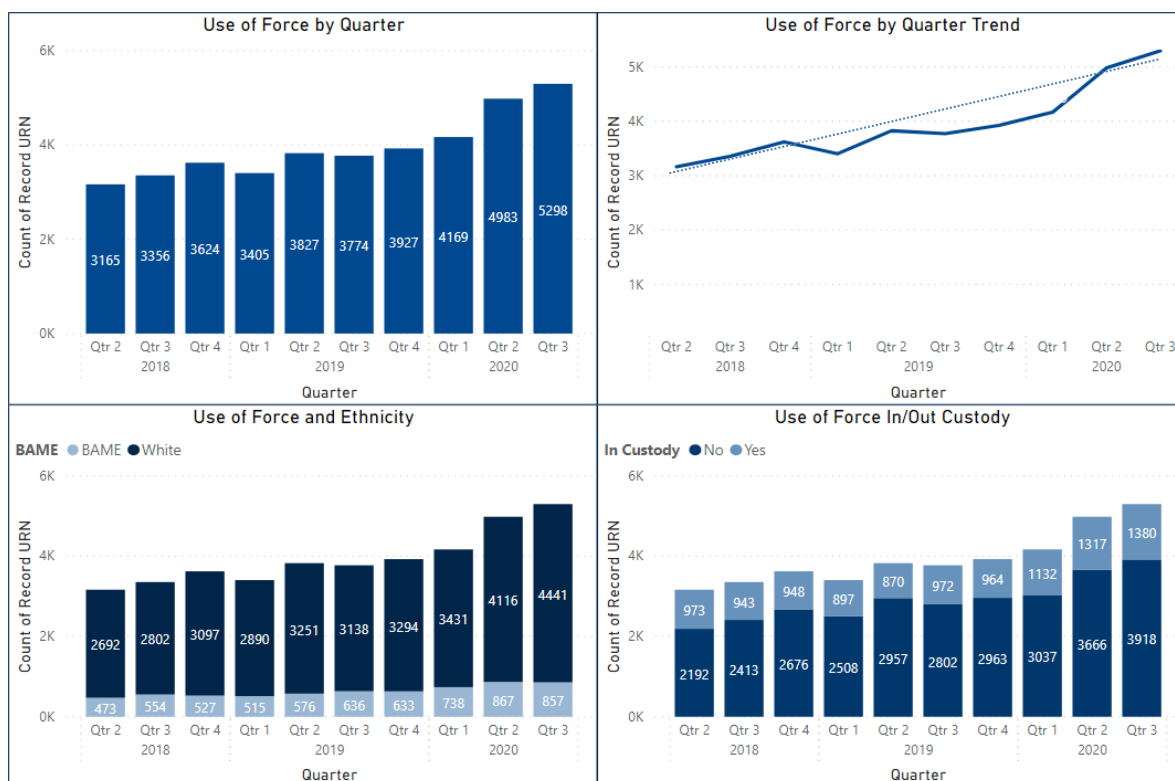 Use of Force by Quarter
6K
4K
2K
0K
Count of Record URN
3165 3356 3624 3405 3827 3774 3927 4169 4983 5298
Qtr 2 Qtr 3 Qtr 4 Qtr 1 Qtr 2 Qtr 3 Qtr 4 Qtr 1 Qtr 2 Qtr 3
2018 2019 2020
Quarter
Use of Force by Quarter Trend
5K
4K
3K
2K
1K
Count of Record URN
Qtr 2 Qtr 3 Qtr 4 Qtr 1 Qtr 2 Qtr 3 Qtr 4 Qtr 1 Qtr 2 Qtr 3
2018 2019 2020
Quarter
Use of Force and Ethnicity
BAME BAME White
6K
4K
2K
0K
Count of Record URN
2692 2802 3097 2890 3251 3138 3294 3431 4116 4441
473 554 527 515 576 636 633 738 867 857
Qtr 2 Qtr 3 Qtr 4 Qtr 1 Qtr 2 Qtr 3 Qtr 4 Qtr 1 Qtr 2 Qtr 3
2018 2019 2020
Quarter
Use of Force In/Out Custody
In Custody No Yes
6K
4K
2K
0K
Count of Record URN
973 943 948 897 870 972 964 1132 1317 1380
2192 2413 2676 2508 2957 2802 2963 3037 3666 3918
Qtr 2 Qtr 3 Qtr 4 Qtr 1 Qtr 2 Qtr 3 Qtr 4 Qtr 1 Qtr 2 Qtr 3
2018 2019 2020
Quarter